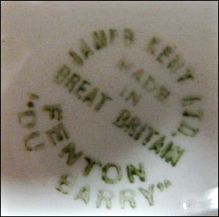 JAMES KENT LTD.
MADE
IN
GREAT BRITAIN
FENTON
"DU BARRY"